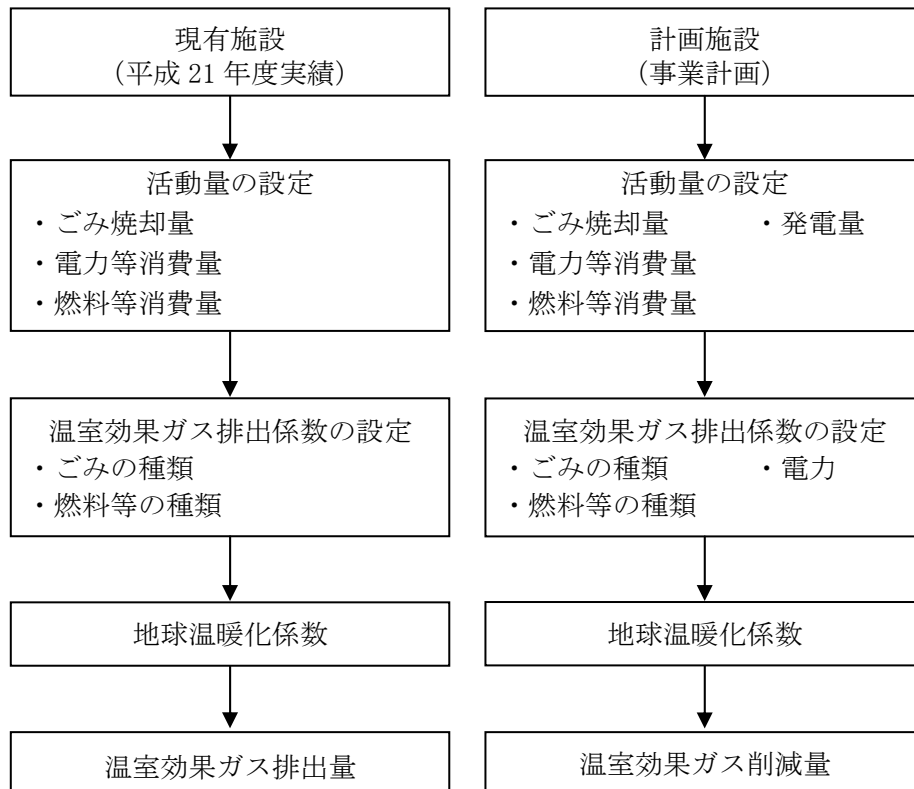 現有施設
（平成 21 年度実績）
活動量の設定
・ごみ焼却量
・電力等消費量
・燃料等消費量
温室効果ガス排出係数の設定
・ごみの種類
・燃料等の種類
地球温暖化係数
温室効果ガス排出量
計画施設
（事業計画）
活動量の設定
・ごみ焼却量　　・発電量
・電力等消費量
・燃料等消費量
温室効果ガス排出係数の設定
・ごみの種類　　・電力
・燃料等の種類
地球温暖化係数
温室効果ガス削減量